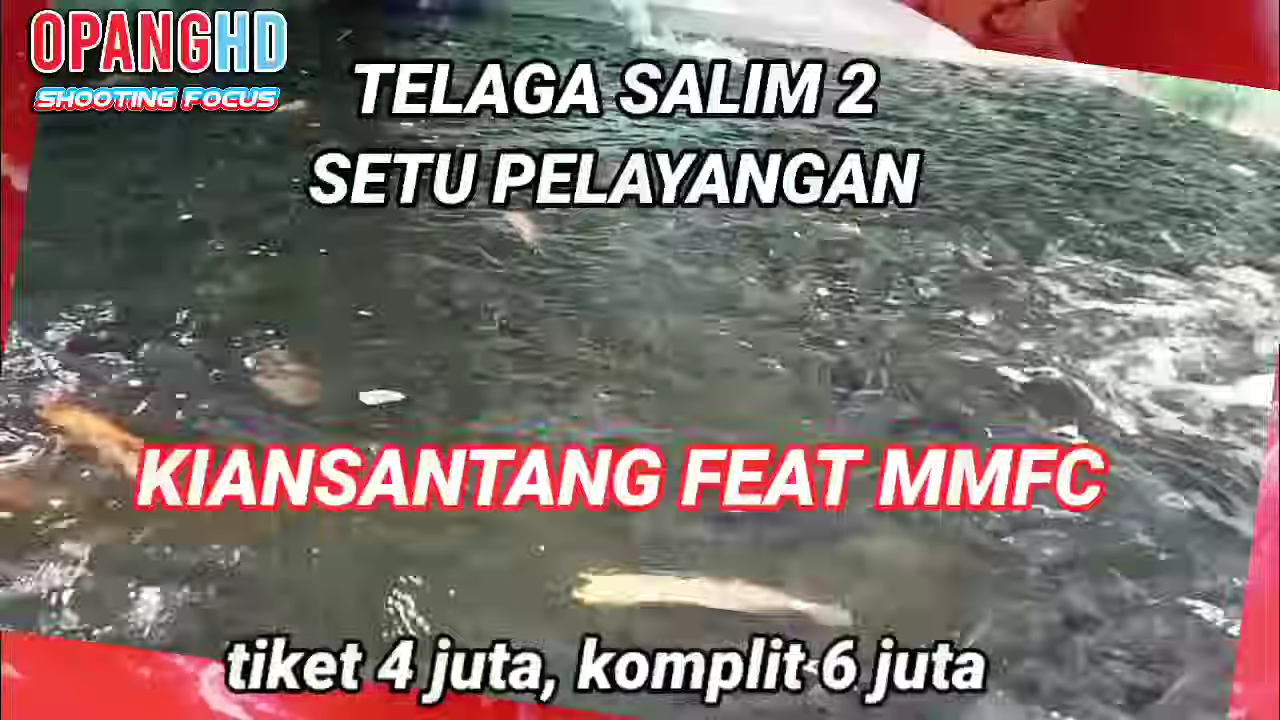 OPANGHD
SHOOTING FOCUS
TELAGA SALIM 2
SETU PELAYANGAN
KIANSANTANG FEAT MMFC
tiket 4 juta, komplit 6 juta